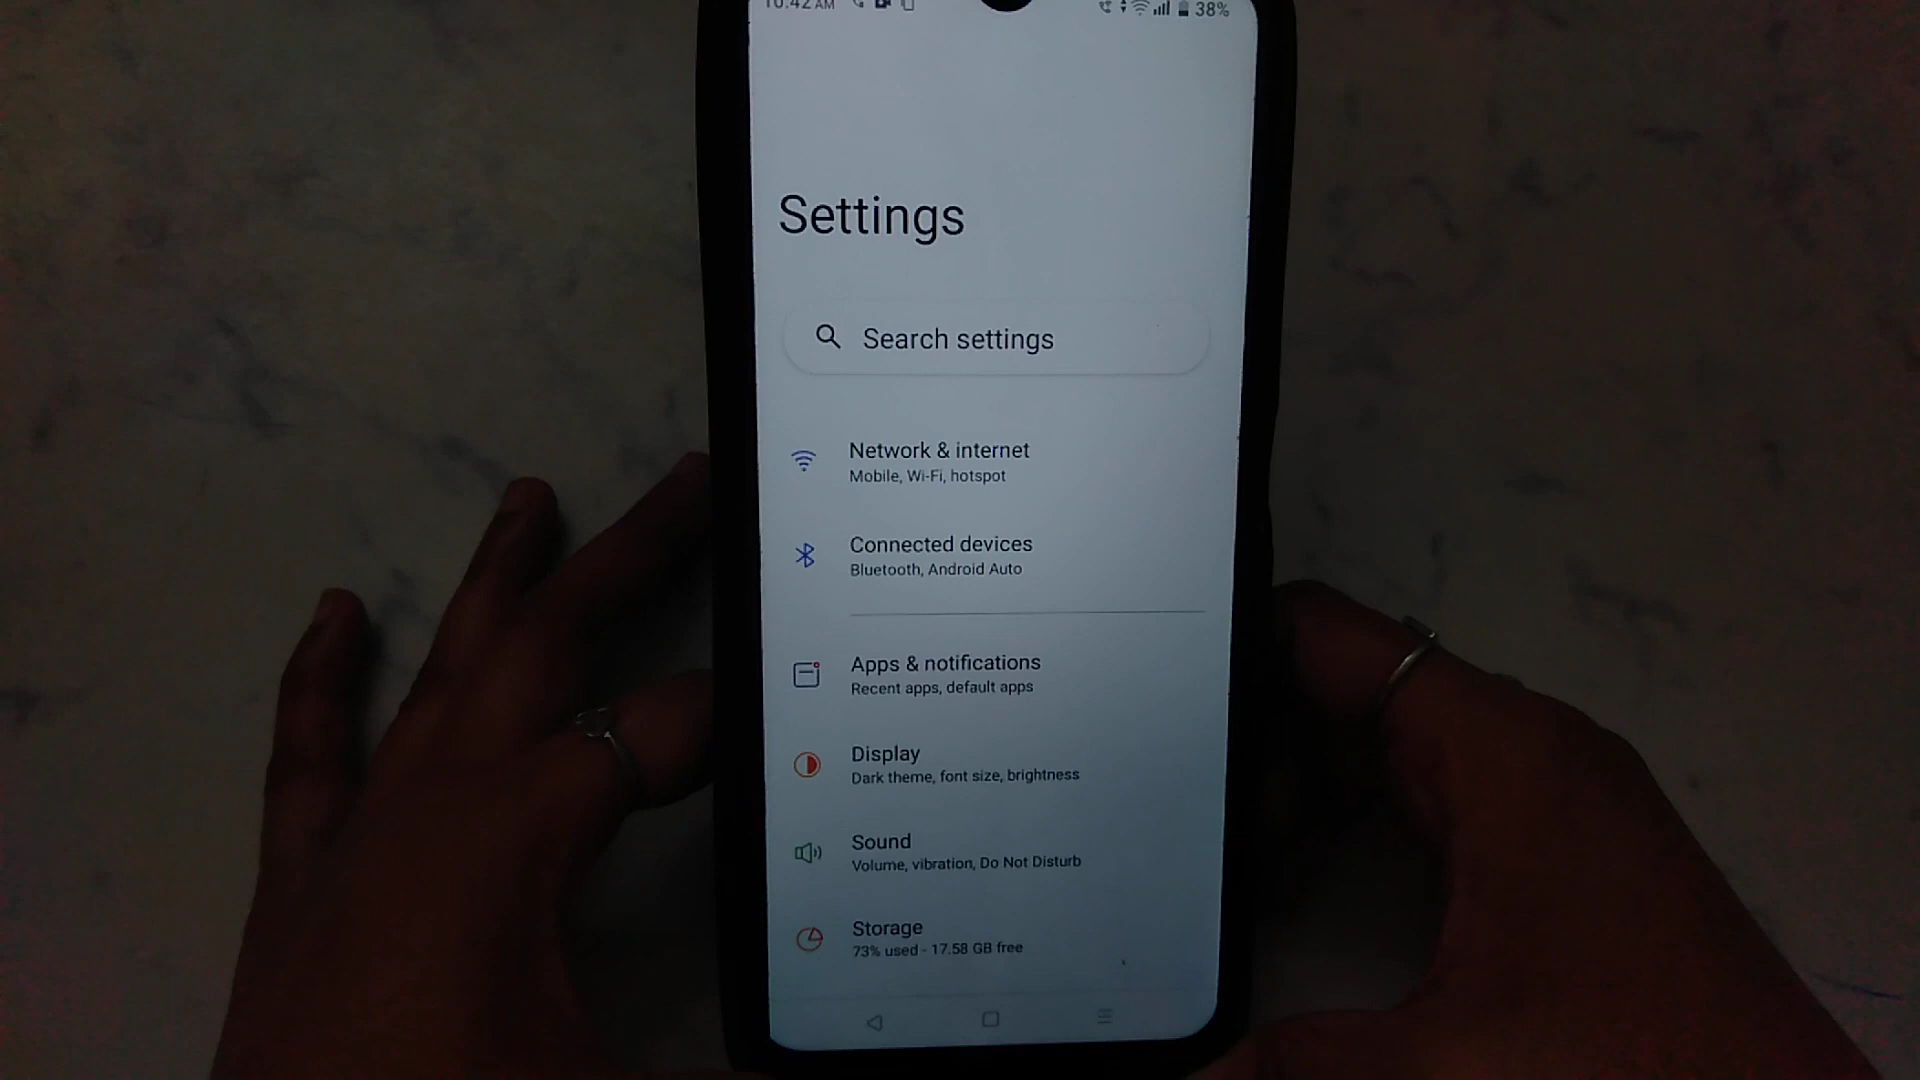 10:42 AM 38%
Settings
Search settings
Network & internet
Mobile, Wi-Fi, hotspot
Connected devices
Bluetooth, Android Auto
Apps & notifications
Recent apps, default apps
Display
Dark theme, font size, brightness
Sound
Volume, vibration, Do Not Disturb
Storage
73% used - 17.58 GB free